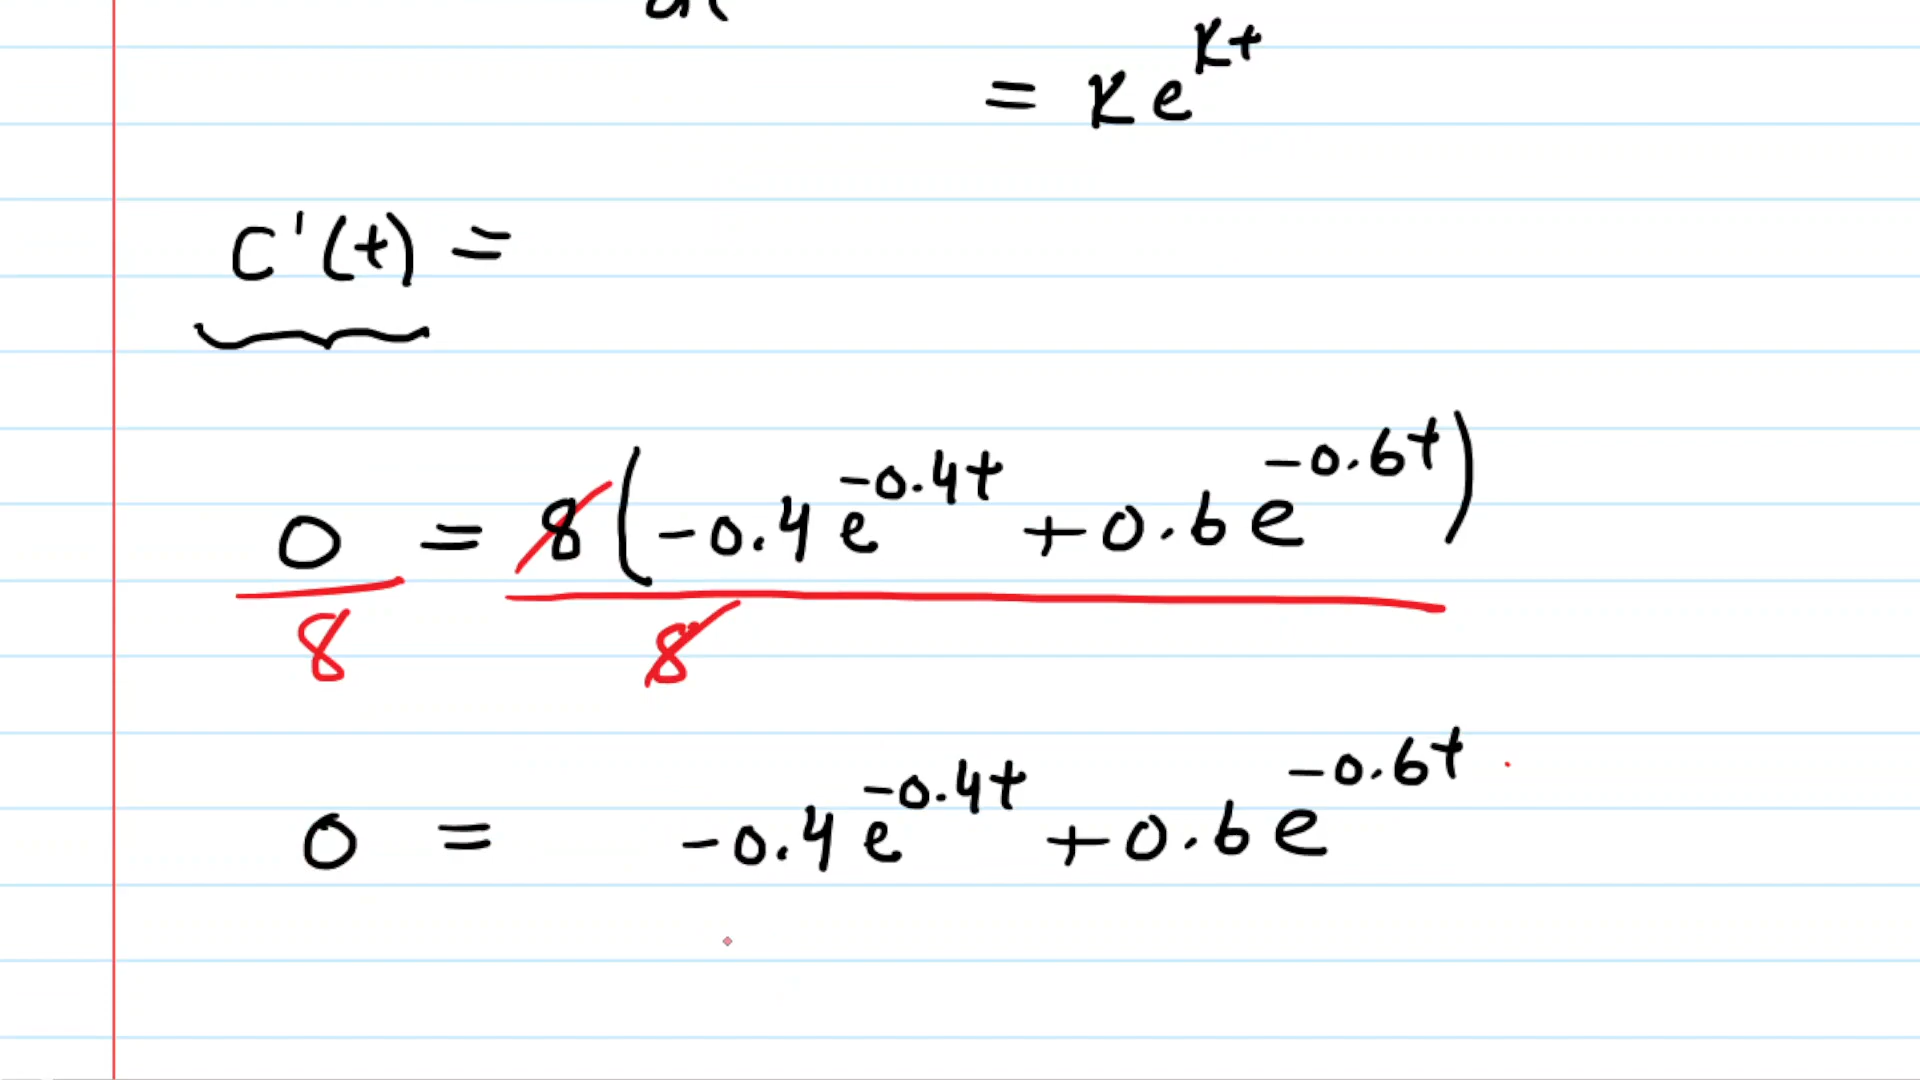 = Ke^{Kt}
C'(t) =
0 = 8(-0.4e^{-0.4t} + 0.6e^{-0.6t})
8 8
0 = -0.4e^{-0.4t} + 0.6e^{-0.6t}